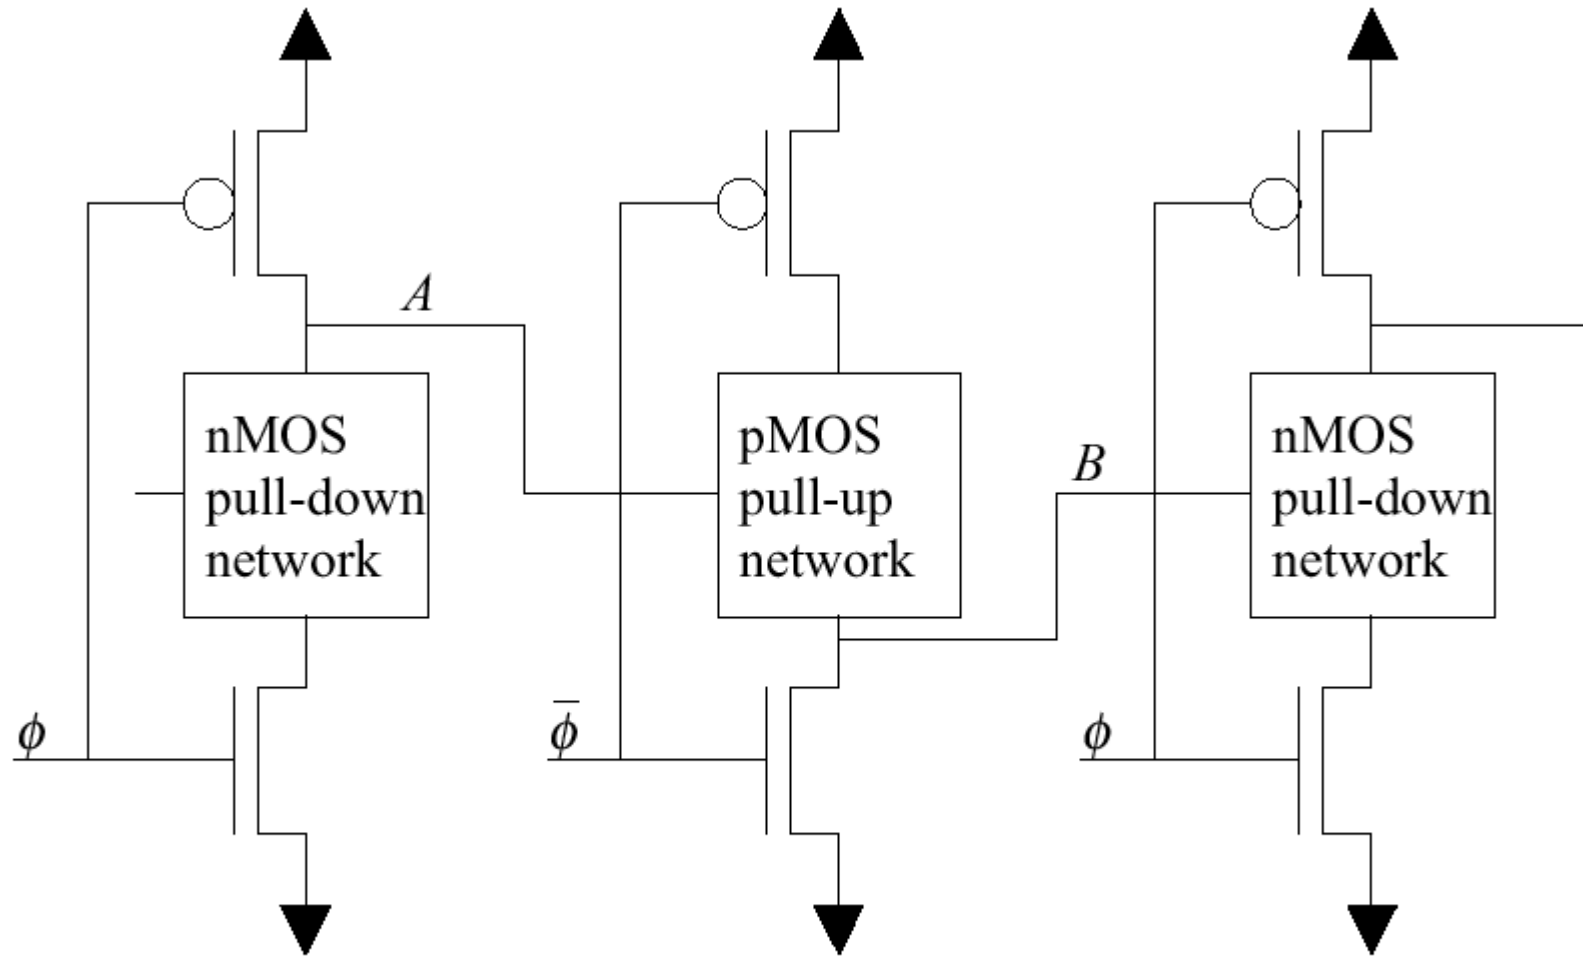 A
nMOS
pull-down
network
pMOS
pull-up
network
B
nMOS
pull-down
network
ϕ
ϕ̅
ϕ